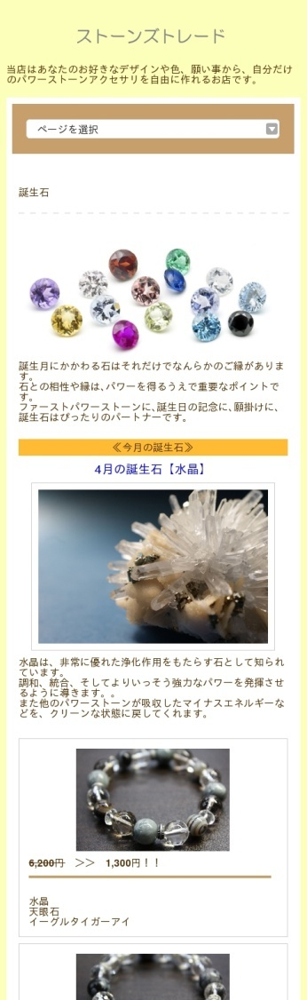 ストーンズトレード
当店はあなたのお好きなデザインや色、願い事から、自分だけ
のパワーストーンアクセサリを自由に作れるお店です。
ページを選択
誕生石
誕生月にかかわる石はそれだけでなんらかのご縁がありま
す。
石との相性や縁は、パワーを得るうえで重要なポイントで
す。
ファーストパワーストーンに、誕生日の記念に、願掛けに、
誕生石はぴったりのパートナーです。
≪今月の誕生石≫
4月の誕生石【水晶】
水晶は、非常に優れた浄化作用をもたらす石として知られ
ています。
調和、統合、そしてよりいっそう強力なパワーを発揮させ
るように導きます。。
また他のパワーストーンが吸収したマイナスエネルギーな
どを、クリーンな状態に戻してくれます。
6,200円 >> 1,300円！！
水晶
天眼石
イーグルタイガーアイ